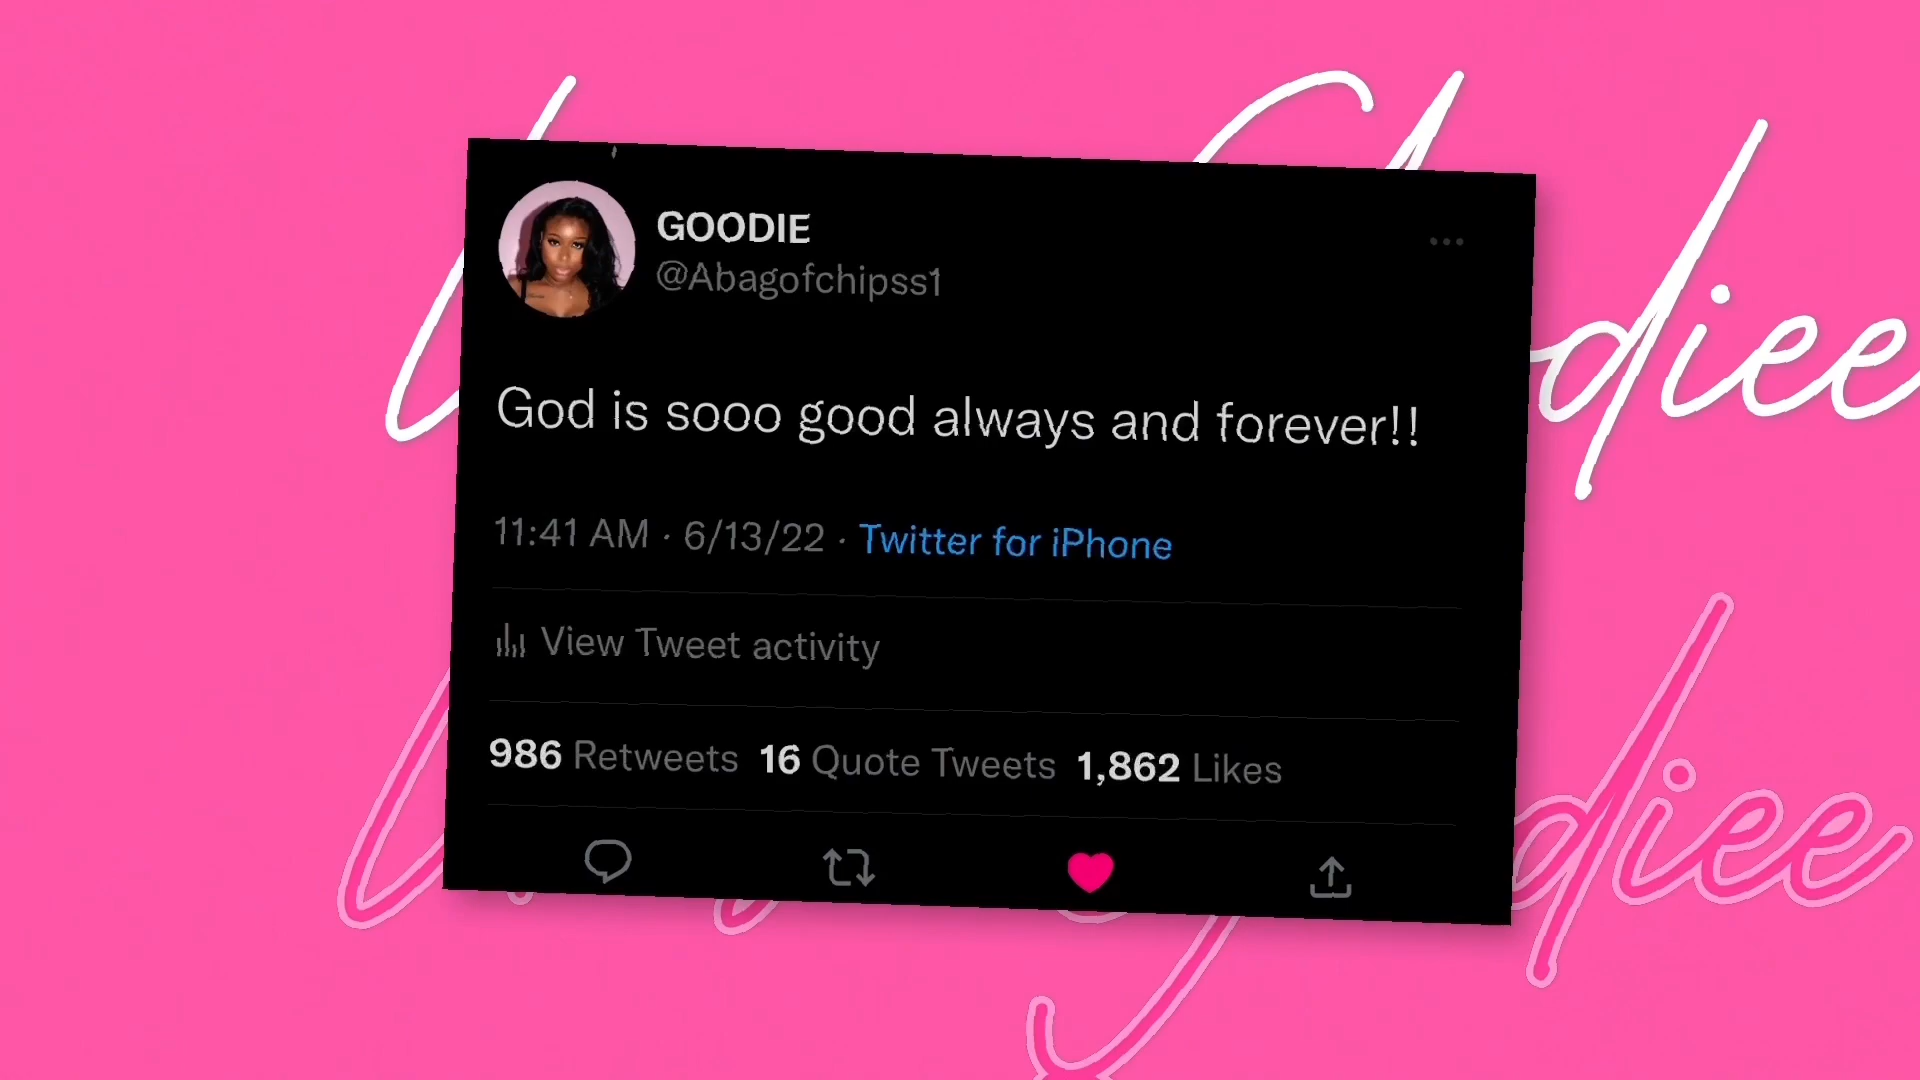 GOODIE
@Abagofchipss1
God is sooo good always and forever!!
11:41 AM · 6/13/22 · Twitter for iPhone
View Tweet activity
986 Retweets 16 Quote Tweets 1,862 Likes